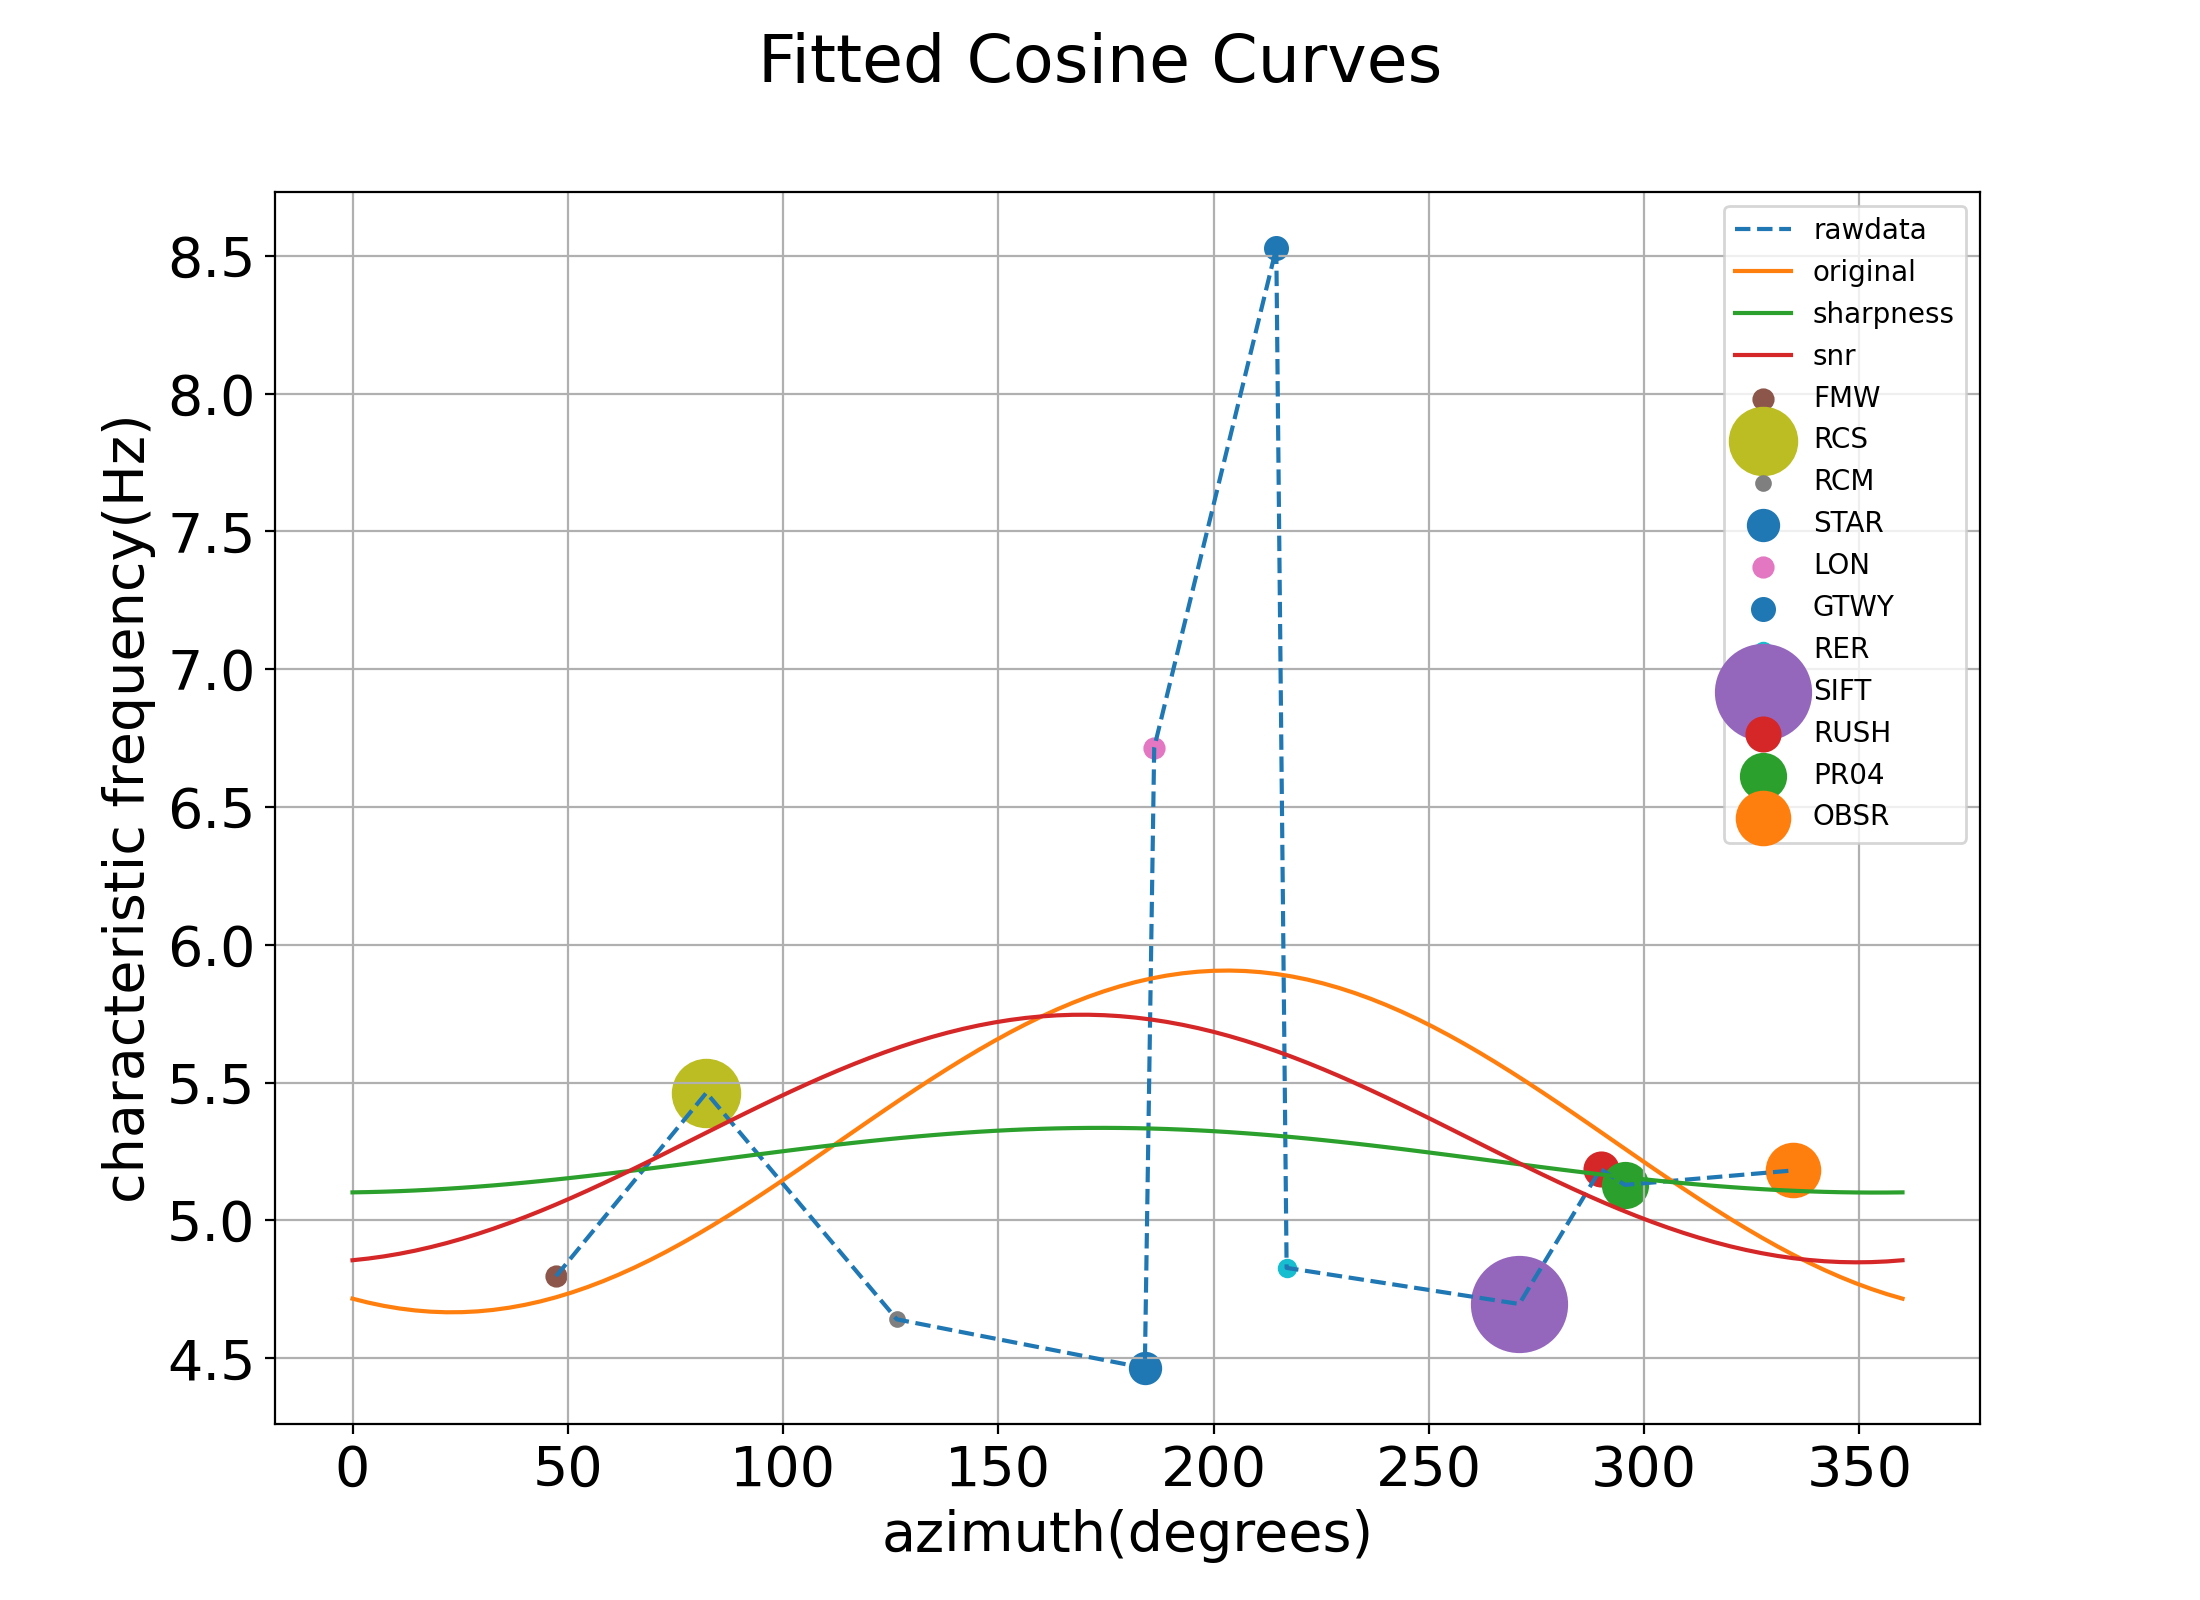 Fitted Cosine Curves
characteristic frequency(Hz)
8.5
8.0
7.5
7.0
6.5
6.0
5.5
5.0
4.5
rawdata
original
sharpness
snr
FMW
RCS
RCM
STAR
LON
GTWY
RER
SIFT
RUSH
PR04
OBSR
0 50 100 150 200 250 300 350
azimuth(degrees)